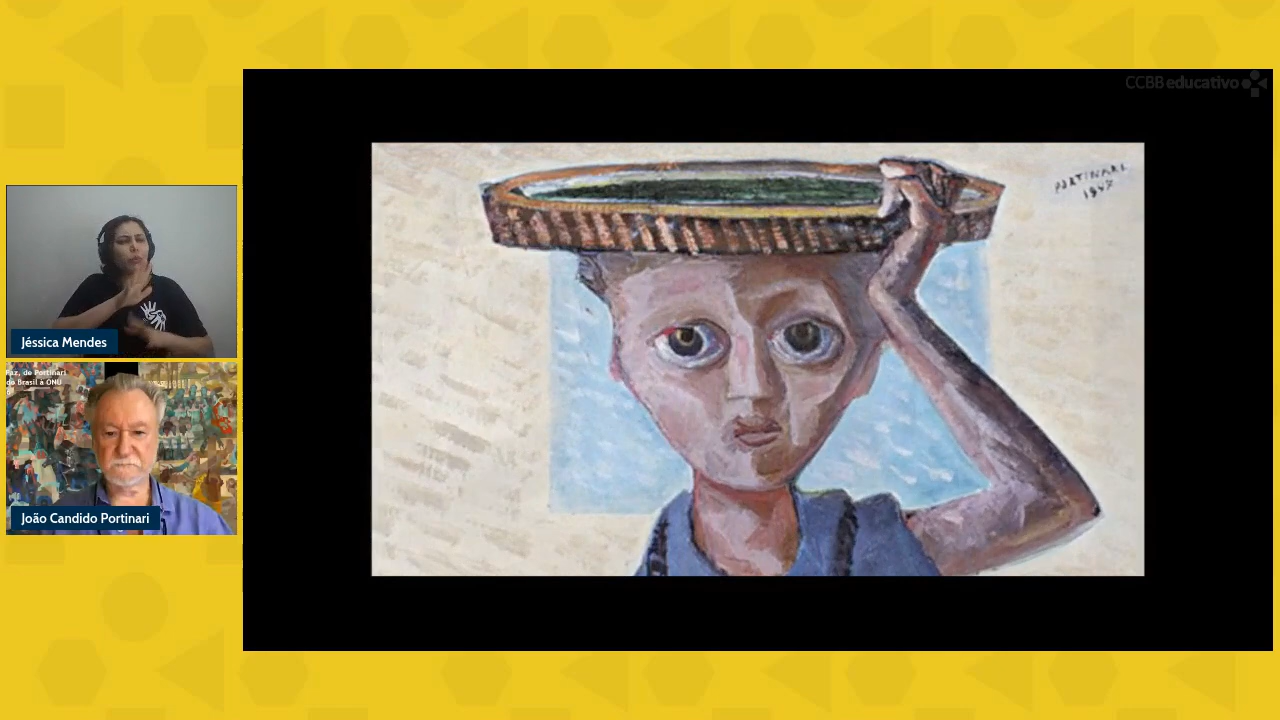 CCBB educativo
PORTINARI
1947
Jéssica Mendes
Paz, de Portinari
do Brasil à ONU
João Candido Portinari